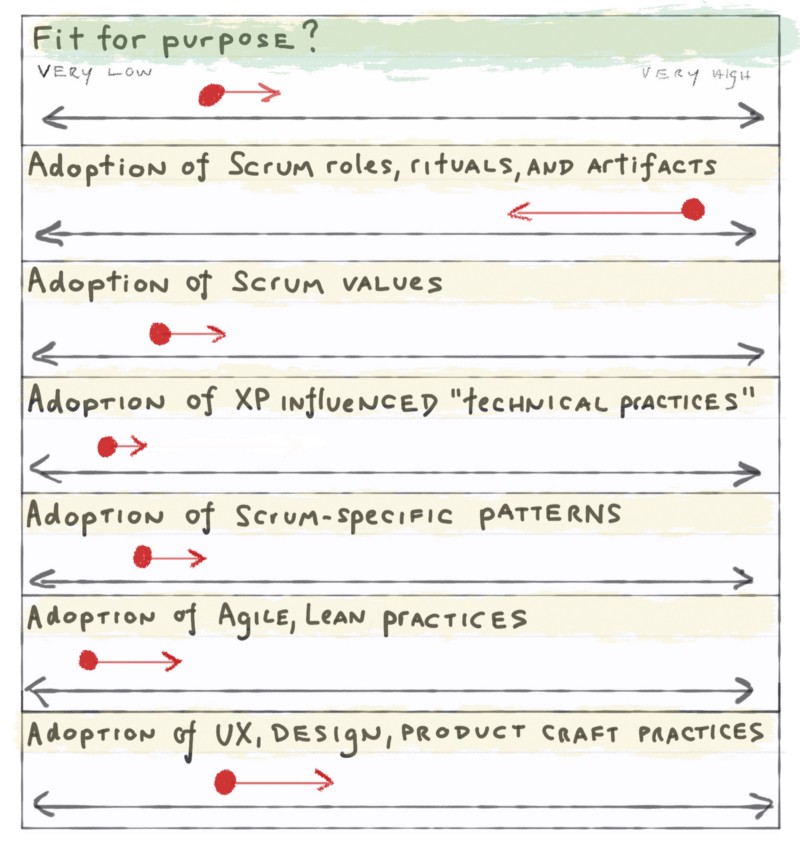 Fit for purpose?
VERY LOW
VERY HIGH
Adoption of Scrum roles, rituals, and artifacts
Adoption of Scrum values
Adoption of XP influenced "technical practices"
Adoption of Scrum-specific patterns
Adoption of Agile, Lean practices
Adoption of UX, Design, product craft practices